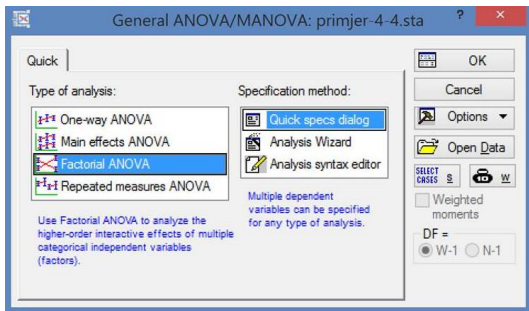 General ANOVA/MANOVA: primjer-4-4.sta
?
Quick
Type of analysis:
One-way ANOVA
Main effects ANOVA
Factorial ANOVA
Repeated measures ANOVA
Use Factorial ANOVA to analyze the
higher-order interactive effects of multiple
categorical independent variables
(factors).
Specification method:
Quick specs dialog
Analysis Wizard
Analysis syntax editor
Multiple dependent
variables can be specified
for any type of analysis.
OK
Cancel
Options
Open Data
SELECT
CASES S
W
Weighted
moments
DF =
W-1 N-1